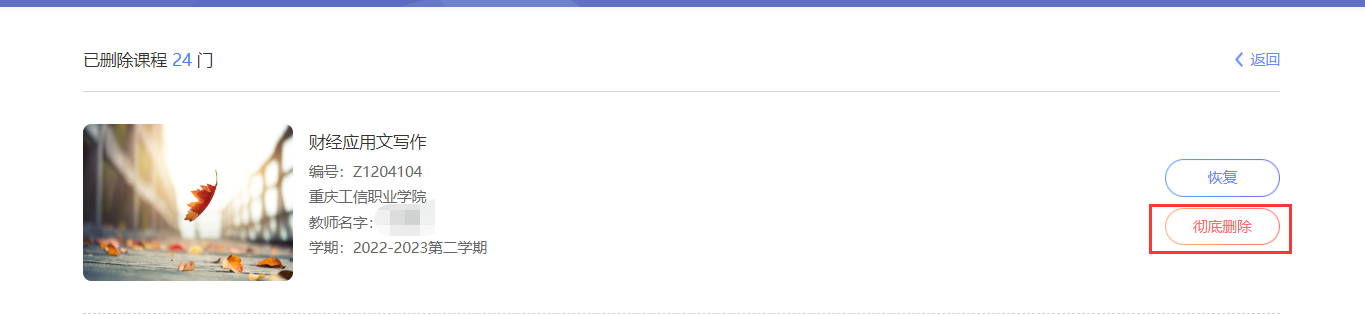 已删除课程 24 门
返回
财经应用文写作
编号：Z1204104
重庆工信职业学院
教师名字：
学期：2022-2023第二学期
恢复
彻底删除